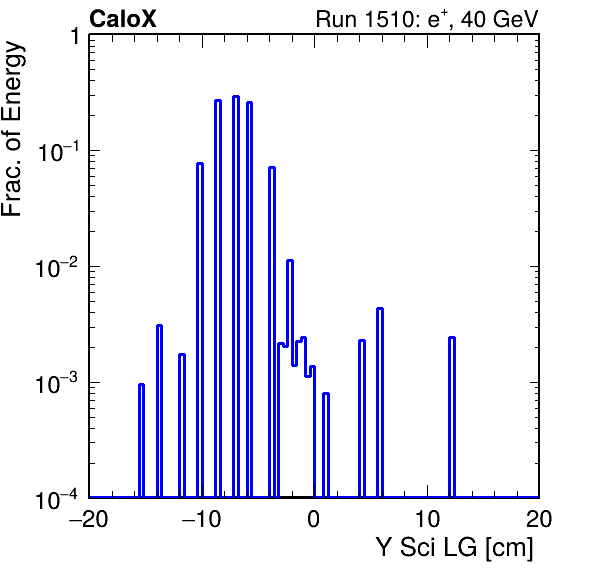 CaloX Run 1510: e⁺, 40 GeV
Frac. of Energy
1
10⁻¹
10⁻²
10⁻³
10⁻⁴
−20 −10 0 10 20
Y Sci LG [cm]